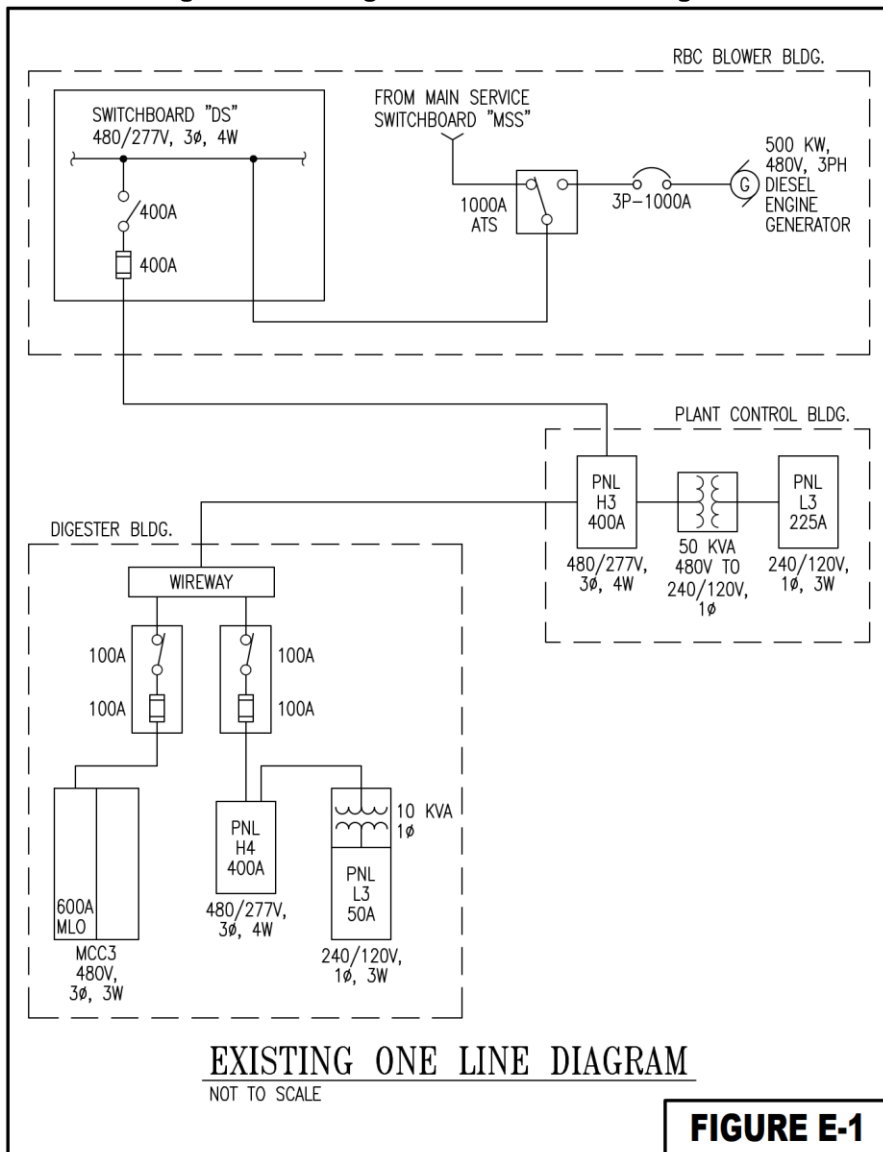 RBC BLOWER BLDG.
SWITCHBOARD "DS"
480/277V, 3ø, 4W
400A
400A
FROM MAIN SERVICE
SWITCHBOARD "MSS"
1000A
ATS
3P-1000A
G
500 KW,
480V, 3PH
DIESEL
ENGINE
GENERATOR
PLANT CONTROL BLDG.
PNL
H3
400A
480/277V,
3ø, 4W
50 KVA
480V TO
240/120V,
1ø
PNL
L3
225A
240/120V,
1ø, 3W
DIGESTER BLDG.
WIREWAY
100A
100A
100A
100A
600A
MLO
MCC3
480V,
3ø, 3W
PNL
H4
400A
480/277V,
3ø, 4W
10 KVA
1ø
PNL
L3
50A
240/120V,
1ø, 3W
EXISTING ONE LINE DIAGRAM
NOT TO SCALE
FIGURE E-1